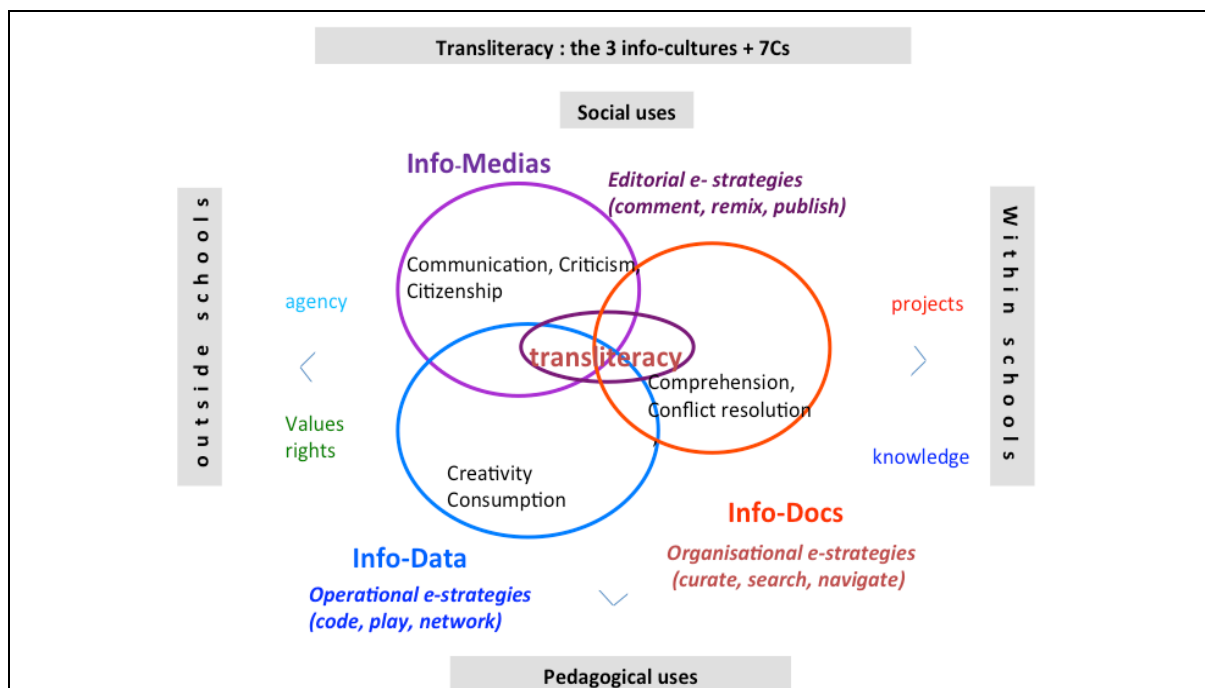 Transliteracy : the 3 info-cultures + 7Cs
Social uses
Info-Medias
Editorial e- strategies
(comment, remix, publish)
outside schools
Within schools
Communication, Criticism,
Citizenship
agency
projects
transliteracy
Comprehension,
Conflict resolution
Values
rights
knowledge
Creativity
Consumption
Info-Docs
Organisational e-strategies
(curate, search, navigate)
Info-Data
Operational e-strategies
(code, play, network)
Pedagogical uses